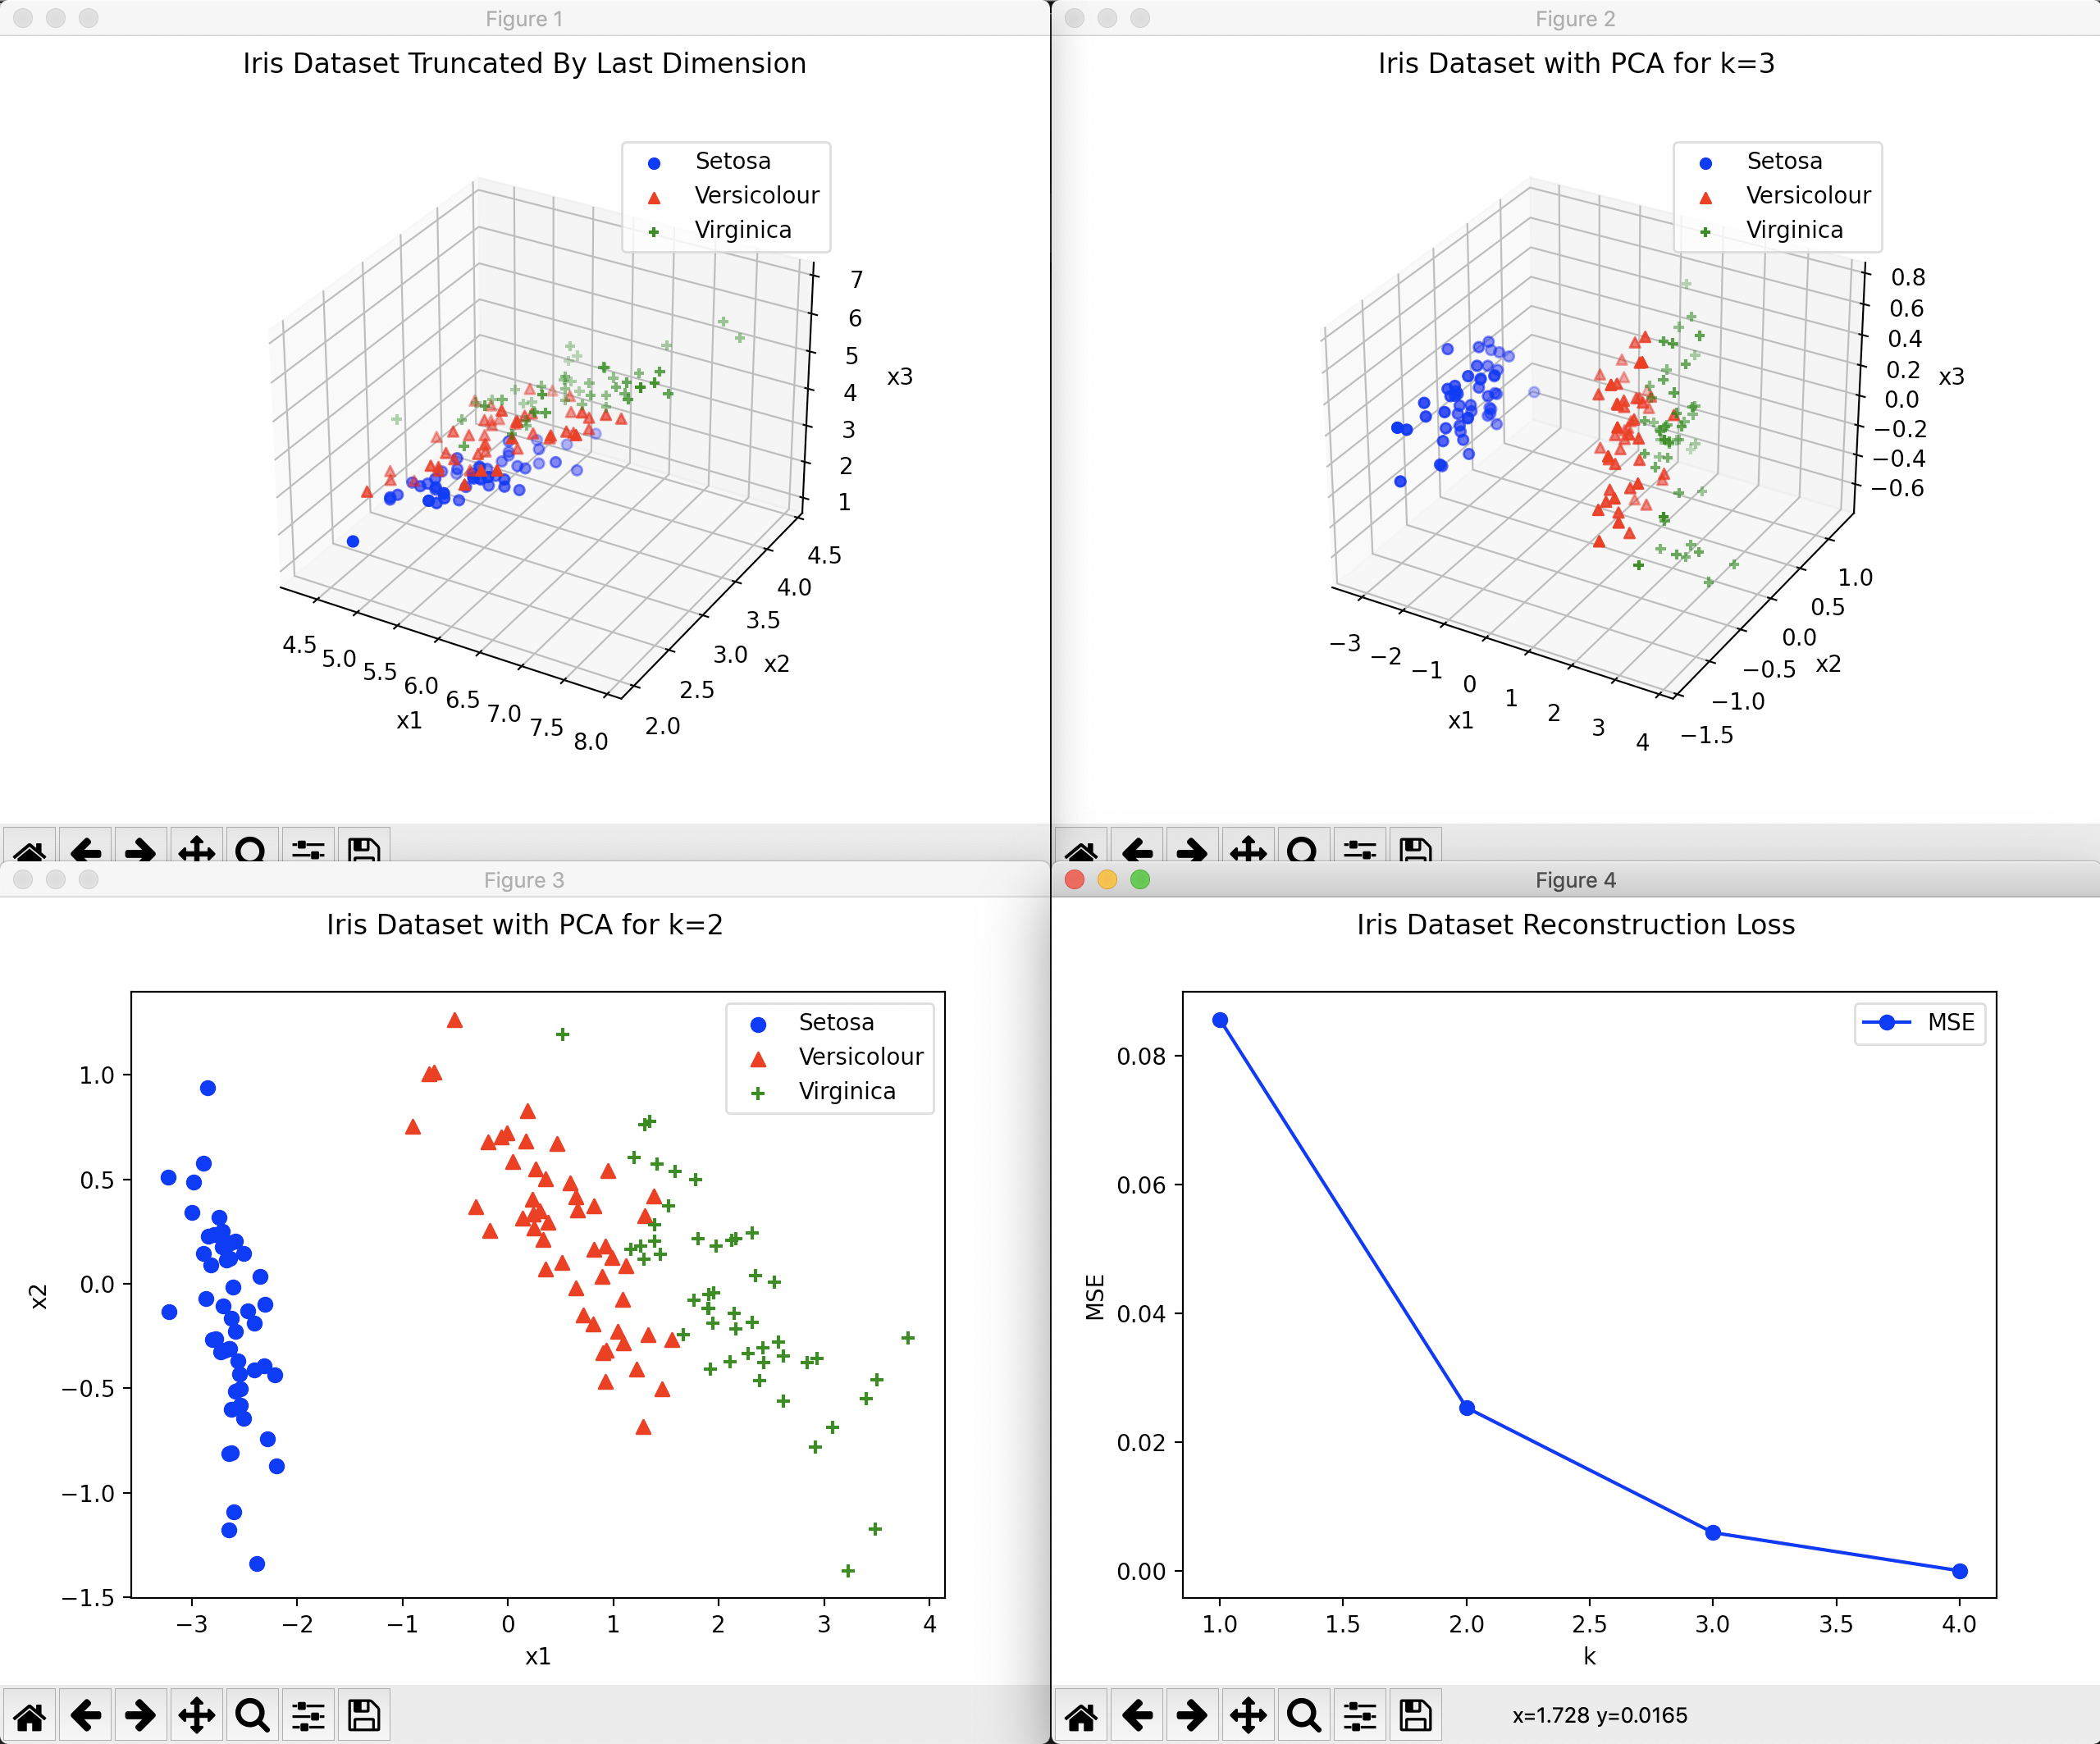 Figure 1
Iris Dataset Truncated By Last Dimension
Setosa
Versicolour
Virginica
7
6
5
4
3
2
1
x3
4.5
4.0
3.5
3.0
2.5
2.0
x2
4.5
5.0
5.5
6.0
6.5
7.0
7.5
8.0
x1
Figure 2
Iris Dataset with PCA for k=3
Setosa
Versicolour
Virginica
0.8
0.6
0.4
0.2
0.0
−0.2
−0.4
−0.6
x3
1.0
0.5
0.0
−0.5
−1.0
−1.5
x2
−3
−2
−1
0
1
2
3
4
x1
Figure 3
Iris Dataset with PCA for k=2
Setosa
Versicolour
Virginica
1.0
0.5
0.0
−0.5
−1.0
−1.5
x2
−3 −2 −1 0 1 2 3 4
x1
Figure 4
Iris Dataset Reconstruction Loss
MSE
0.08
0.06
0.04
0.02
0.00
MSE
1.0 1.5 2.0 2.5 3.0 3.5 4.0
k
x=1.728 y=0.0165